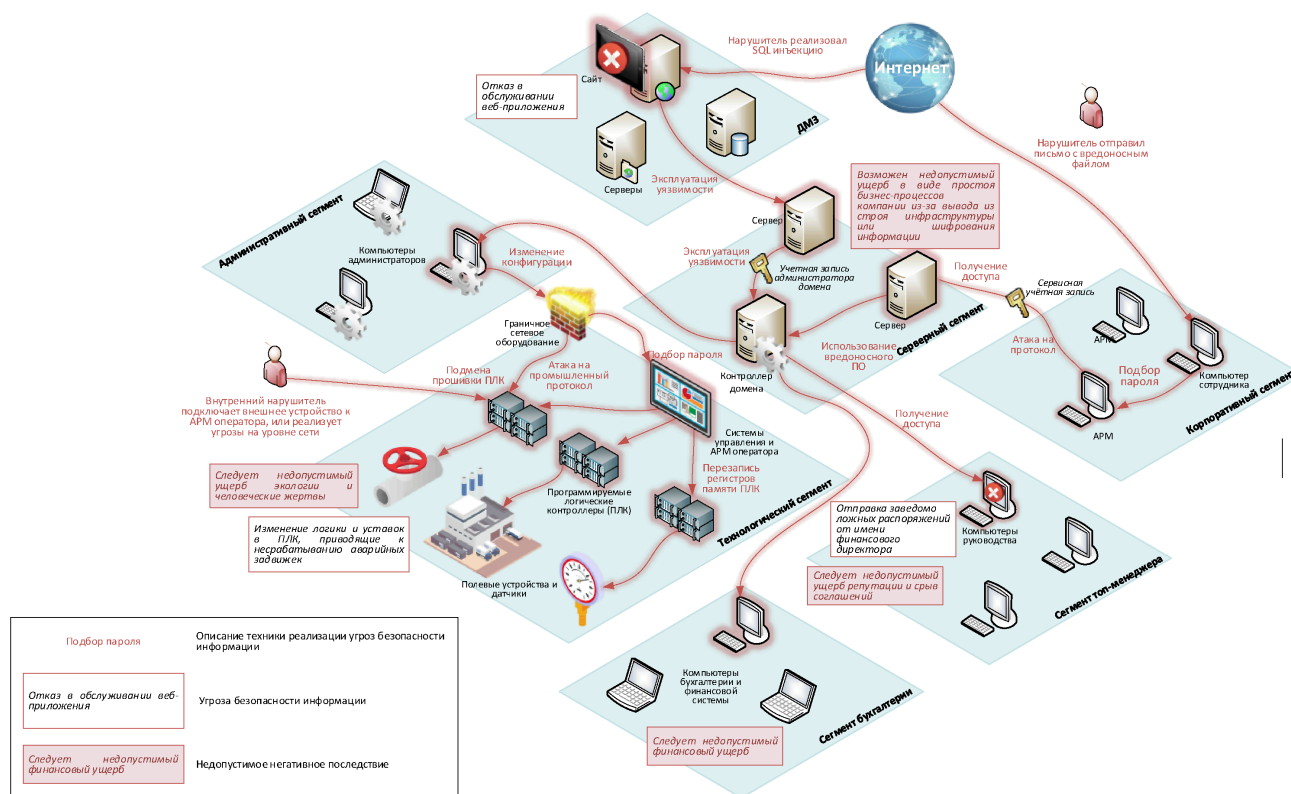 Нарушитель реализовал
SQL инъекцию
Интернет
Сайт
Отказ в
обслуживании
веб-приложения
ДМЗ
Серверы
Нарушитель отправил
письмо с вредоносным
файлом
Эксплуатация
уязвимости
Возможен недопустимый
ущерб в виде простоя
бизнес-процессов
компании из-за вывода из
строя инфраструктуры
или шифрования
информации
Сервер
Административный сегмент
Компьютеры
администраторов
Изменение
конфигурации
Эксплуатация
уязвимости
Учетная запись
администратора
домена
Получение
доступа
Сервисная
учётная запись
Сервер
Серверный сегмент
Граничное
сетевое
оборудование
Использование
вредоносного
ПО
Контроллер
домена
АРМ
Атака на
протокол
Подбор
пароля
Компьютер
сотрудника
АРМ
Корпоративный сегмент
Подбор пароля
Подмена
прошивки ПЛК
Атака на
промышленный
протокол
Внутренний нарушитель
подключает внешнее устройство к
АРМ оператора, или реализует
угрозы на уровне сети
Получение
доступа
Системы
управления и
АРМ оператора
Перезапись
регистров
памяти ПЛК
Следует недопустимый
ущерб экологии и
человеческие жертвы
Программируемые
логические
контроллеры (ПЛК)
Технологический сегмент
Изменение логики и уставок
в ПЛК, приводящие к
несрабатыванию аварийных
задвижек
Полевые устройства и
датчики
Отправка заведомо
ложных распоряжений
от имени
финансового
директора
Компьютеры
руководства
Следует недопустимый
ущерб репутации и срыв
соглашений
Сегмент топ-менеджера
Компьютеры
бухгалтерии и
финансовой
системы
Следует недопустимый
финансовый ущерб
Сегмент бухгалтерии
Подбор пароля
Описание техники реализации угроз безопасности
информации
Отказ в обслуживании веб-
приложения
Угроза безопасности информации
Следует недопустимый
финансовый ущерб
Недопустимое негативное последствие